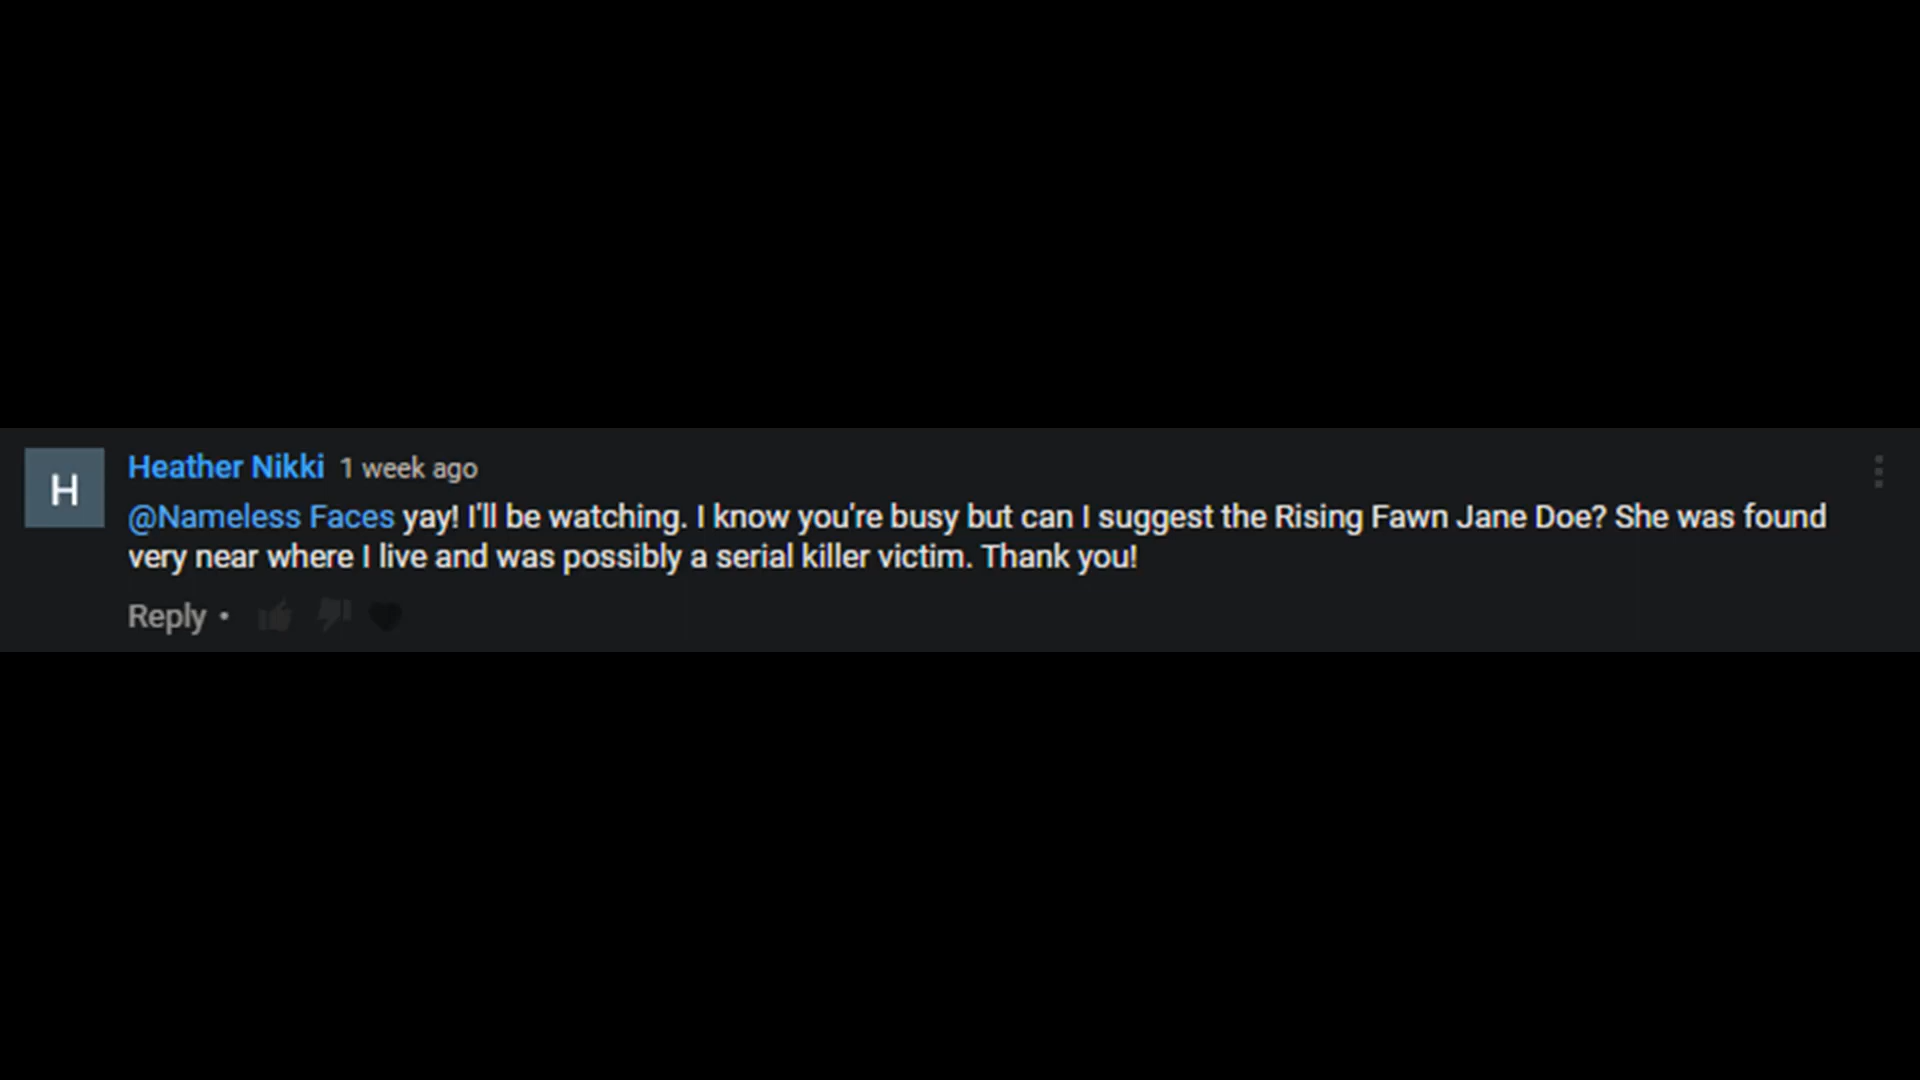 H
Heather Nikki 1 week ago
@Nameless Faces yay! I'll be watching. I know you're busy but can I suggest the Rising Fawn Jane Doe? She was found
very near where I live and was possibly a serial killer victim. Thank you!
Reply •